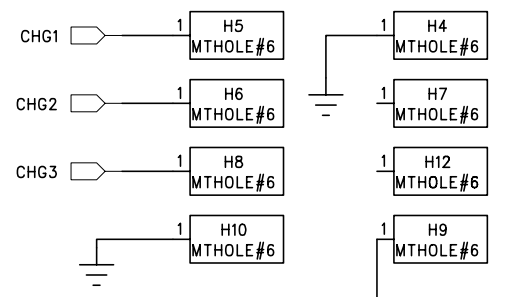 CHG1 1 H5 1 H4
MTHOLE#6 MTHOLE#6
CHG2 1 H6 1 H7
MTHOLE#6 MTHOLE#6
CHG3 1 H8 1 H12
MTHOLE#6 MTHOLE#6
1 H10 1 H9
MTHOLE#6 MTHOLE#6